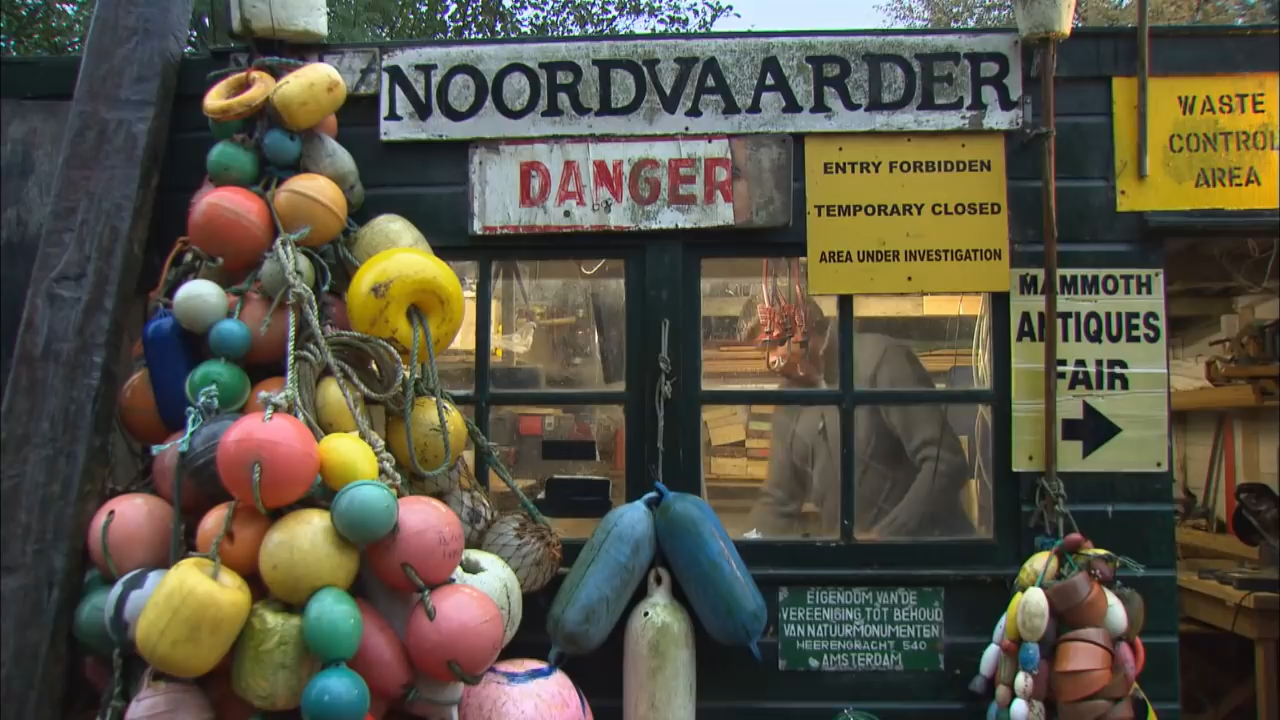 NOORDVAARDER
DANGER
ENTRY FORBIDDEN
TEMPORARY CLOSED
AREA UNDER INVESTIGATION
WASTE
CONTROL
AREA
MAMMOTH
ANTIQUES
FAIR
EIGENDOM VAN DE
VEREENIGING TOT BEHOUD
VAN NATUURMONUMENTEN
HEERENGRACHT 540
AMSTERDAM